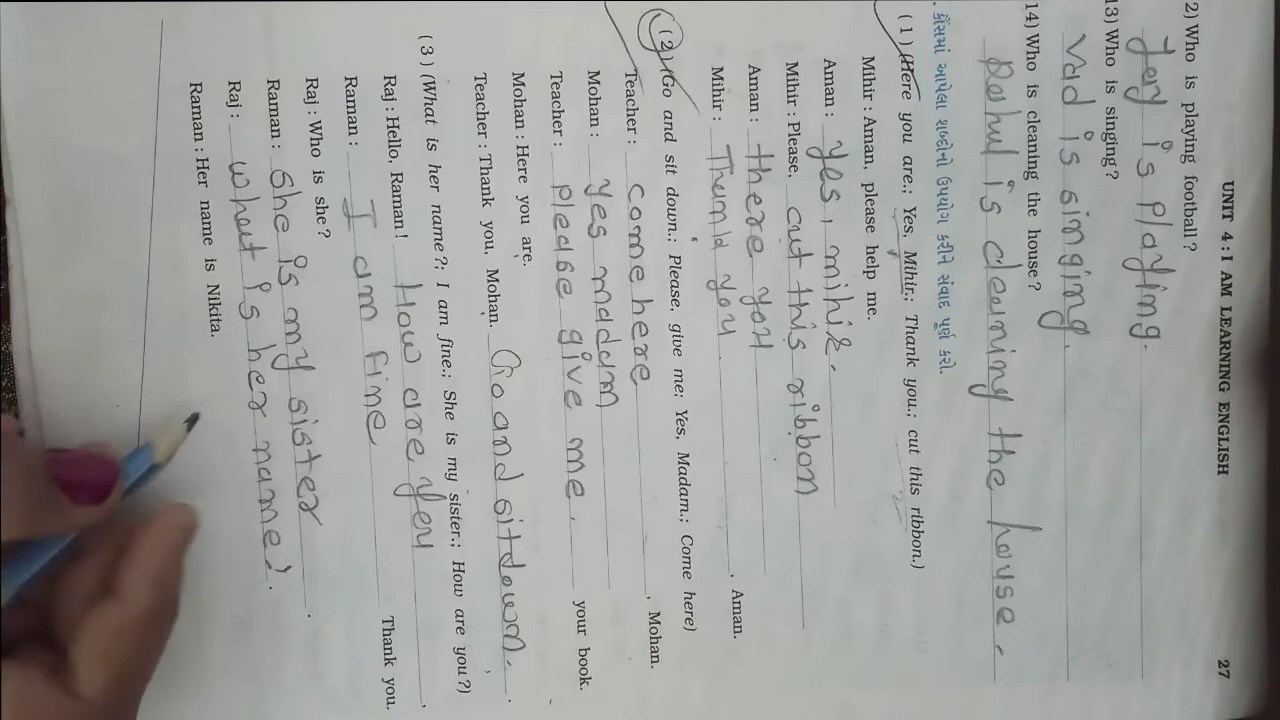 UNIT 4 : I AM LEARNING ENGLISH 27
2) Who is playing football?
Jay is playing.
13) Who is singing?
Vad is singing.
14) Who is cleaning the house?
is cleaning the house.
. કૌંસમાં આપેલા શબ્દોનો ઉપયોગ કરીને સંવાદ પૂર્ણ કરો.
(1) (Here you are.; Yes, Mihir.; Thank you.; cut this ribbon.)
Mihir : Aman, please help me.
Aman : yes, mihir.
Mihir : Please, cut this ribbon
Aman : there you
Mihir : Thank you . Aman.
(2) (Go and sit down.; Please, give me; Yes, Madam.; Come here)
Teacher : come here , Mohan.
Mohan : yes maddam
Teacher : please give me. your book.
Mohan : Here you are.
Teacher : Thank you, Mohan. Go and sit down.
(3) (What is her name?; I am fine.; She is my sister.; How are you?)
Raj : Hello, Raman! How are you
Raman : I am fine Thank you.
Raj : Who is she?
Raman : She is my sister .
Raj : what is her name? .
Raman : Her name is Nikita.